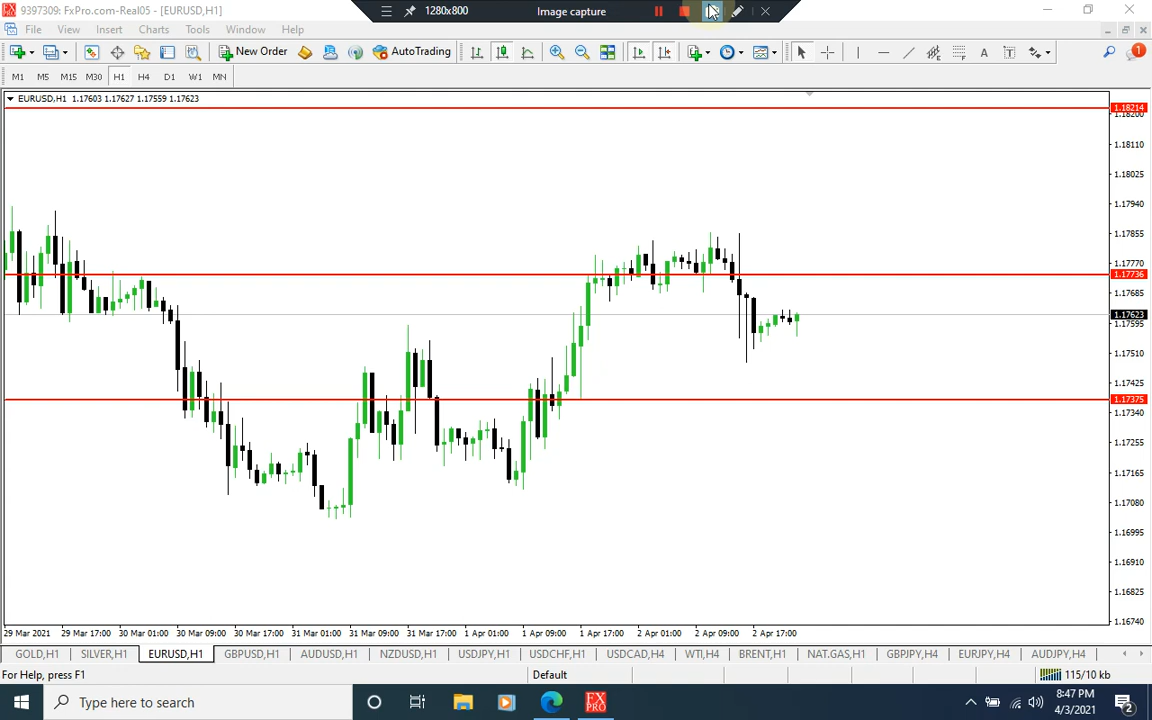 9397309: FxPro.com-Real05 - [EURUSD,H1]
1280x800
Image capture
File View Insert Charts Tools Window Help
New Order
AutoTrading
A
T
1
M1 M5 M15 M30 H1 H4 D1 W1 MN
EURUSD,H1 1.17603 1.17627 1.17559 1.17623
1.18214
1.18200
1.18110
1.18025
1.17940
1.17855
1.17770
1.17736
1.17685
1.17623
1.17595
1.17510
1.17425
1.17375
1.17340
1.17255
1.17165
1.17080
1.16995
1.16910
1.16825
1.16740
29 Mar 2021 29 Mar 17:00 30 Mar 01:00 30 Mar 09:00 30 Mar 17:00 31 Mar 01:00 31 Mar 09:00 31 Mar 17:00 1 Apr 01:00 1 Apr 09:00 1 Apr 17:00 2 Apr 01:00 2 Apr 09:00 2 Apr 17:00
GOLD,H1 SILVER,H1 EURUSD,H1 GBPUSD,H1 AUDUSD,H1 NZDUSD,H1 USDJPY,H1 USDCHF,H1 USDCAD,H4 WTI,H4 BRENT,H1 NAT.GAS,H1 GBPJPY,H4 EURJPY,H4 AUDJPY,H4
For Help, press F1
Default
115/10 kb
Type here to search
FX PRO
8:47 PM
4/3/2021
2